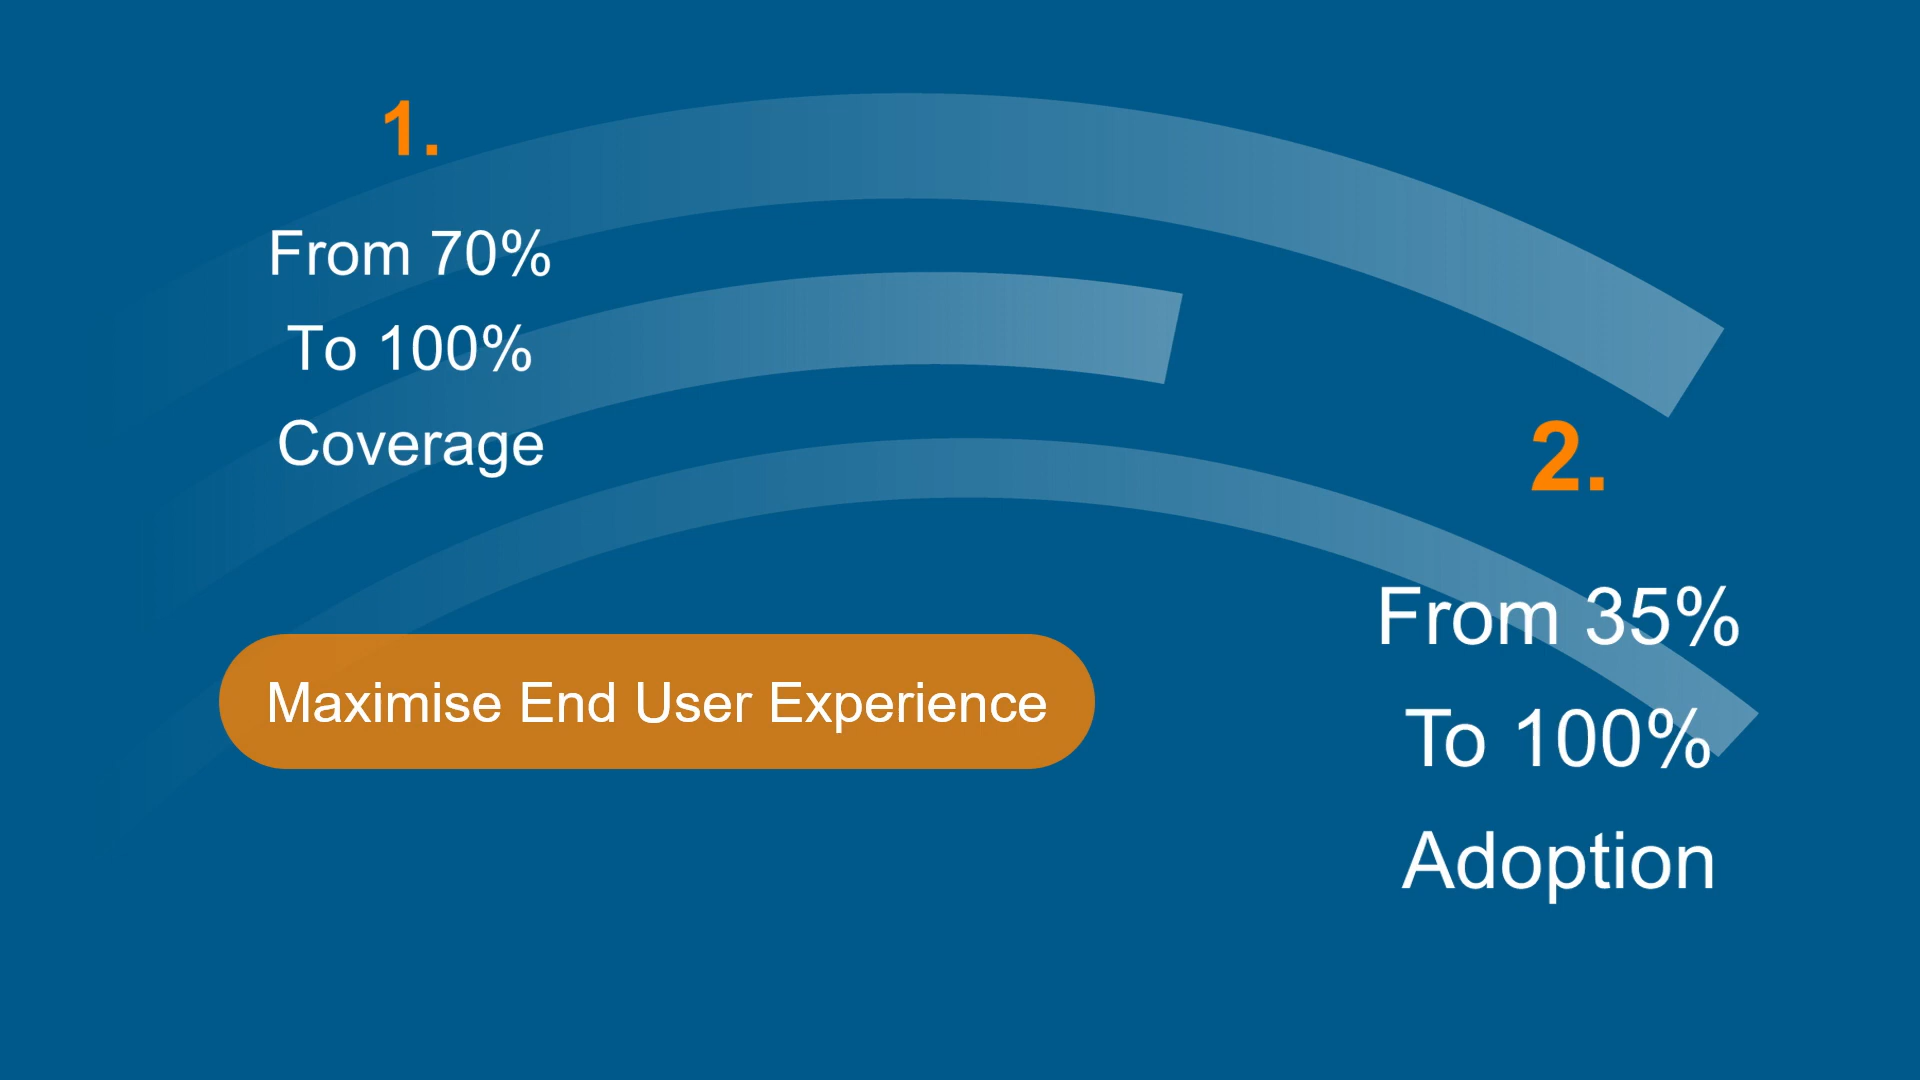 1.
From 70%
To 100%
Coverage
Maximise End User Experience
2.
From 35%
To 100%
Adoption